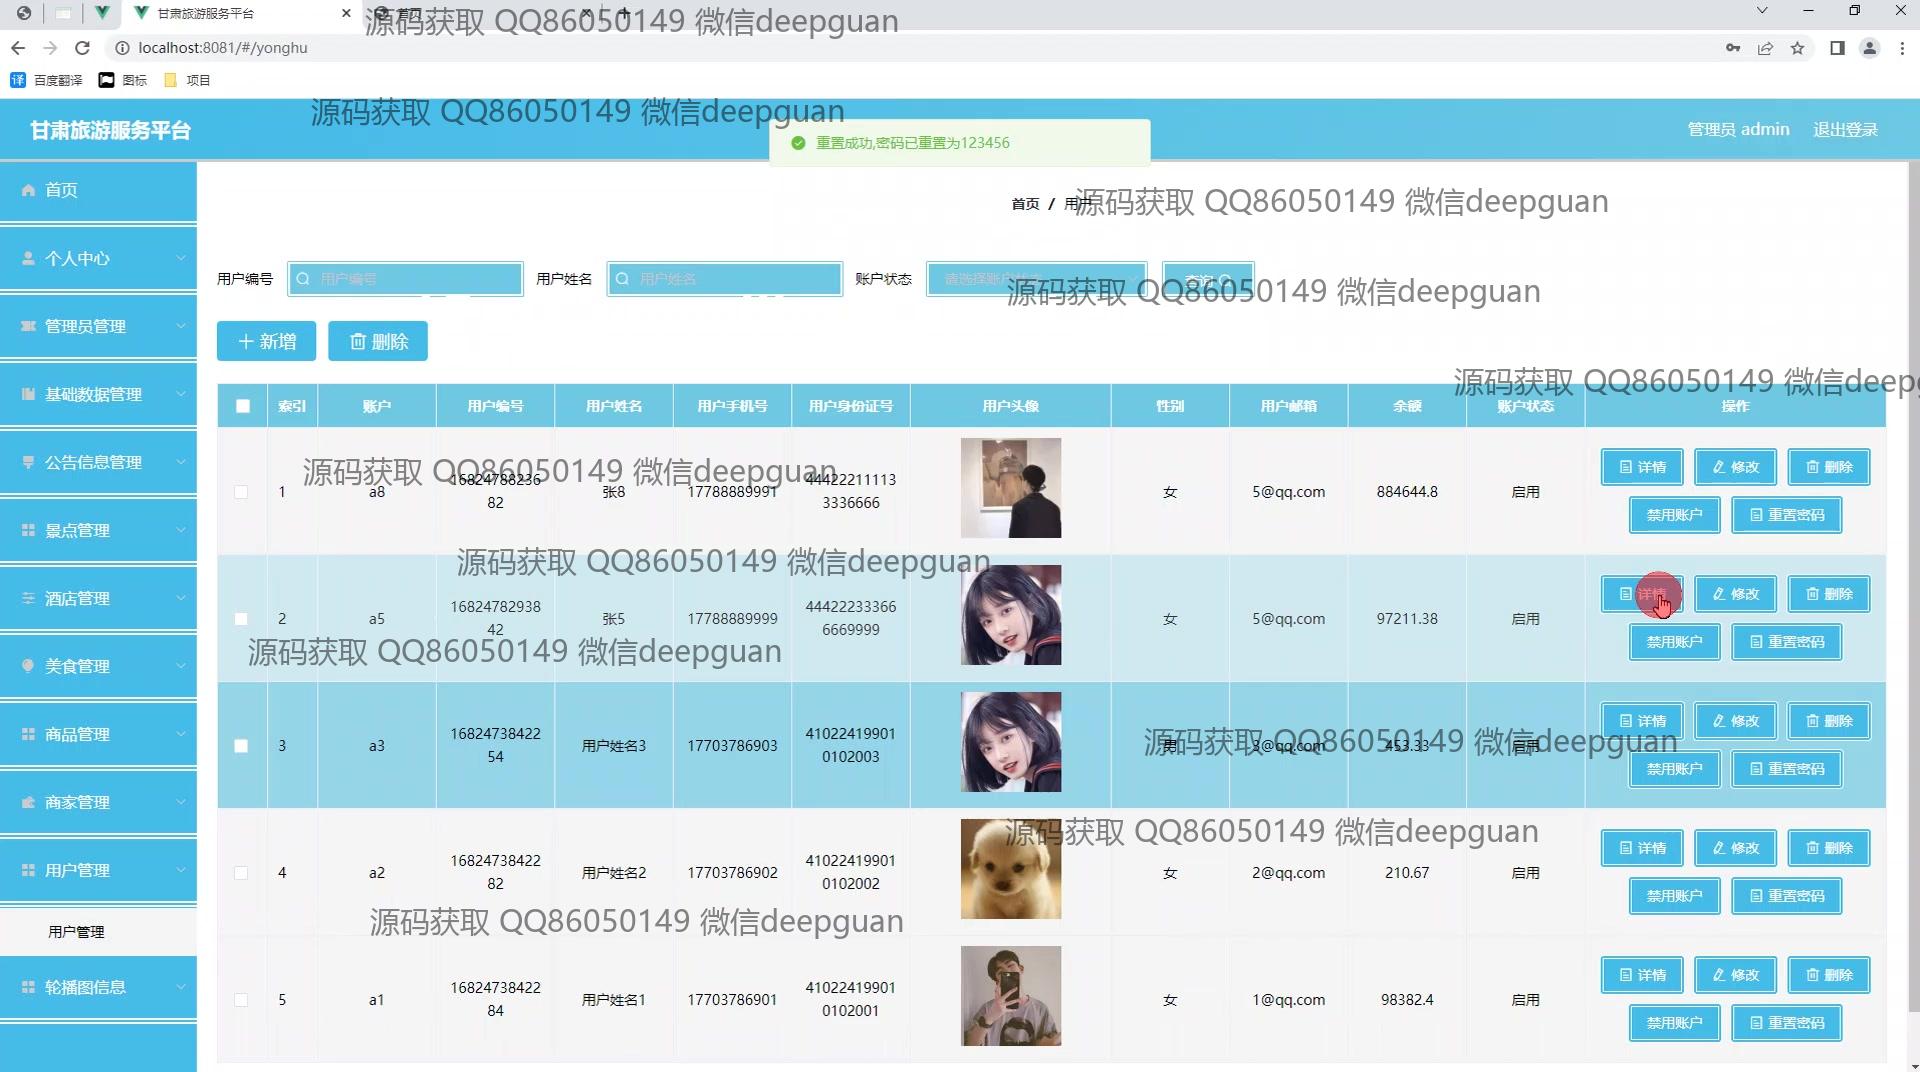 甘肃旅游服务平台
首页
源码获取 QQ86050149 微信deepguan
localhost:8081/#/yonghu
译 百度翻译 图标 项目
源码获取 QQ86050149 微信deepguan
甘肃旅游服务平台
重置成功,密码已重置为123456
管理员 admin 退出登录
首页
个人中心
管理员管理
基础数据管理
公告信息管理
景点管理
酒店管理
美食管理
商品管理
商家管理
用户管理
用户管理
轮播图信息
首页 / 用户
源码获取 QQ86050149 微信deepguan
用户编号 用户编号 用户姓名 用户姓名 账户状态 请选择账户状态 查询
源码获取 QQ86050149 微信deepguan
新增 删除
源码获取 QQ86050149 微信deepg
索引 账户 用户编号 用户姓名 用户手机号 用户身份证号 用户头像 性别 用户邮箱 余额 账户状态 操作
源码获取 QQ86050149 微信deepguan
1 a8 16824788236
82 张8 17788889991 44422211113
3336666 女 5@qq.com 884644.8 启用
详情 修改 删除
禁用账户 重置密码
源码获取 QQ86050149 微信deepguan
2 a5 16824782938
42 张5 17788889999 44422233366
6669999 女 5@qq.com 97211.38 启用
详情 修改 删除
禁用账户 重置密码
源码获取 QQ86050149 微信deepguan
3 a3 16824738422
54 用户姓名3 17703786903 41022419901
0102003 男 3@qq.com 453.33 启用
详情 修改 删除
禁用账户 重置密码
源码获取 QQ86050149 微信deepguan
源码获取 QQ86050149 微信deepguan
4 a2 16824738422
82 用户姓名2 17703786902 41022419901
0102002 女 2@qq.com 210.67 启用
详情 修改 删除
禁用账户 重置密码
源码获取 QQ86050149 微信deepguan
5 a1 16824738422
84 用户姓名1 17703786901 41022419901
0102001 女 1@qq.com 98382.4 启用
详情 修改 删除
禁用账户 重置密码